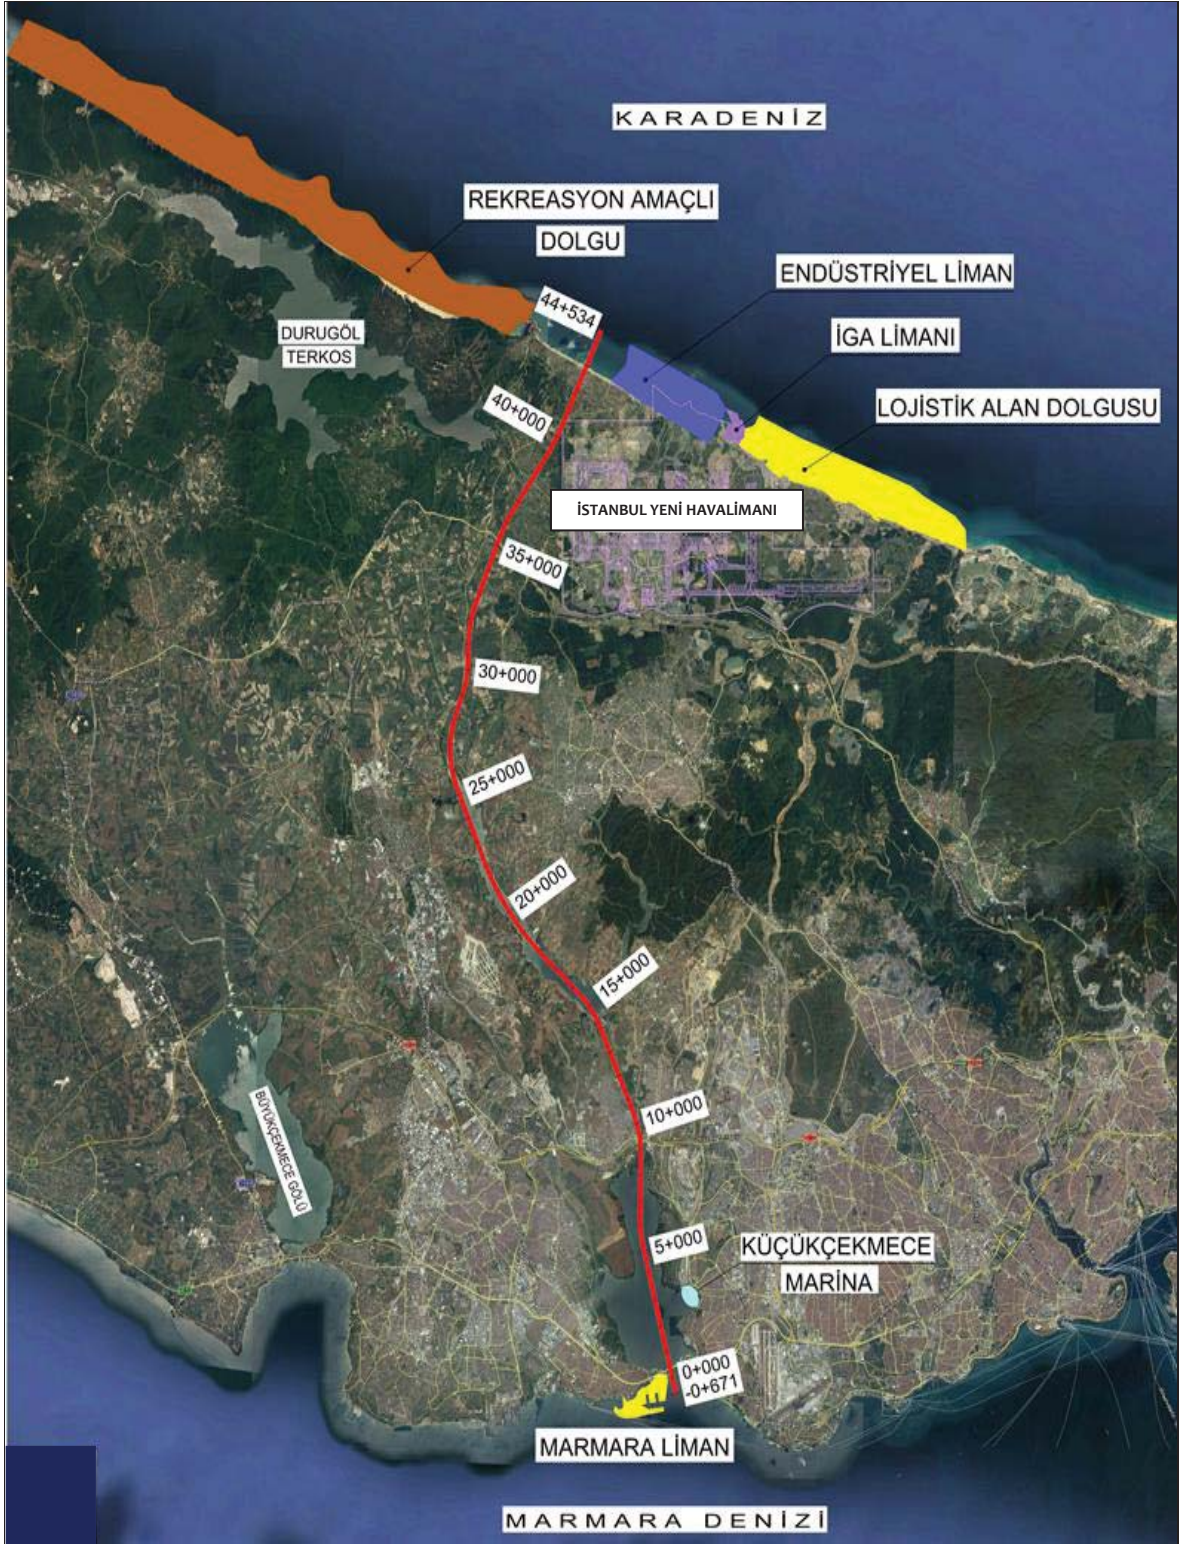 KARADENİZ
REKREASYON AMAÇLI
DOLGU
ENDÜSTRİYEL LİMAN
44+534
DURUGÖL
TERKOS
İGA LİMANI
40+000
LOJİSTİK ALAN DOLGUSU
İSTANBUL YENİ HAVALİMANI
35+000
30+000
25+000
20+000
15+000
10+000
BÜYÜKÇEKMECE GÖLÜ
5+000
KÜÇÜKÇEKMECE
MARİNA
0+000
-0+671
MARMARA LİMAN
MARMARA DENİZİ